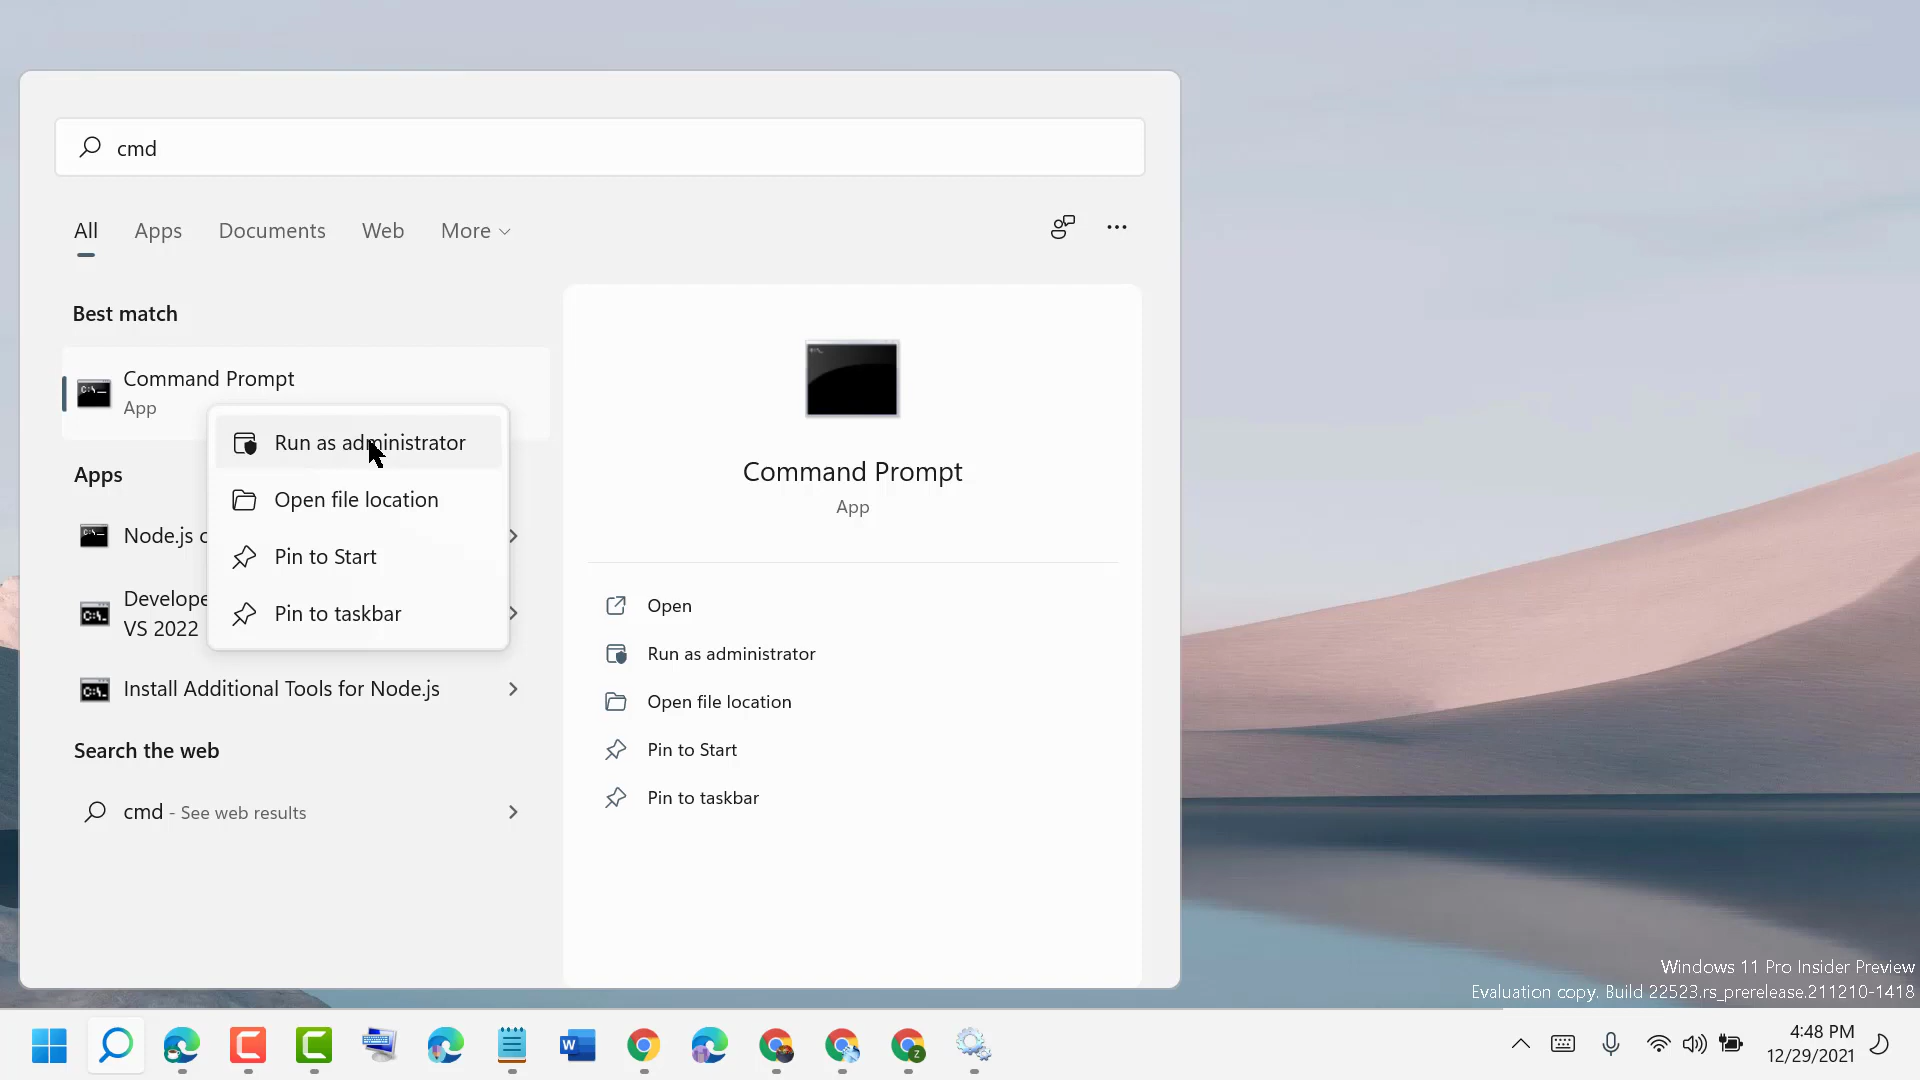 cmd
All
Apps
Documents
Web
More
Best match
Command Prompt
App
Run as administrator
Open file location
Pin to Start
Pin to taskbar
Apps
Node.js c
Develope
VS 2022
Install Additional Tools for Node.js
Search the web
cmd - See web results
Command Prompt
App
Open
Run as administrator
Open file location
Pin to Start
Pin to taskbar
Windows 11 Pro Insider Preview
Evaluation copy. Build 22523.rs_prerelease.211210-1418
4:48 PM
12/29/2021